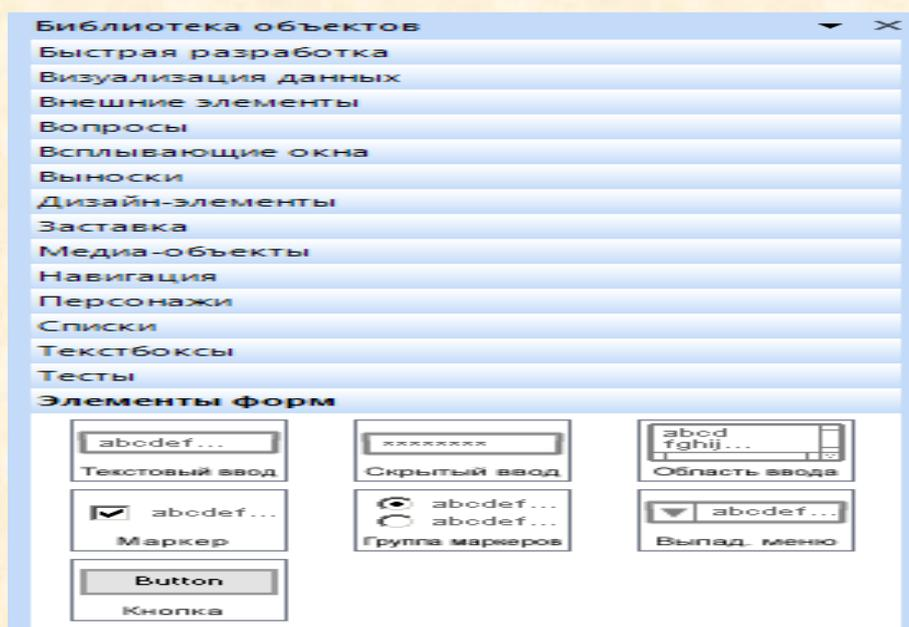 Библиотека объектов
Быстрая разработка
Визуализация данных
Внешние элементы
Вопросы
Всплывающие окна
Выноски
Дизайн-элементы
Заставка
Медиа-объекты
Навигация
Персонажи
Списки
Текстбоксы
Тесты
Элементы форм
abcdef...
Текстовый ввод
××××××××
Скрытый ввод
abcd
fghij...
Область ввода
abcdef...
Маркер
abcdef...
abcdef...
Группа маркеров
abcdef...
Выпад. меню
Button
Кнопка